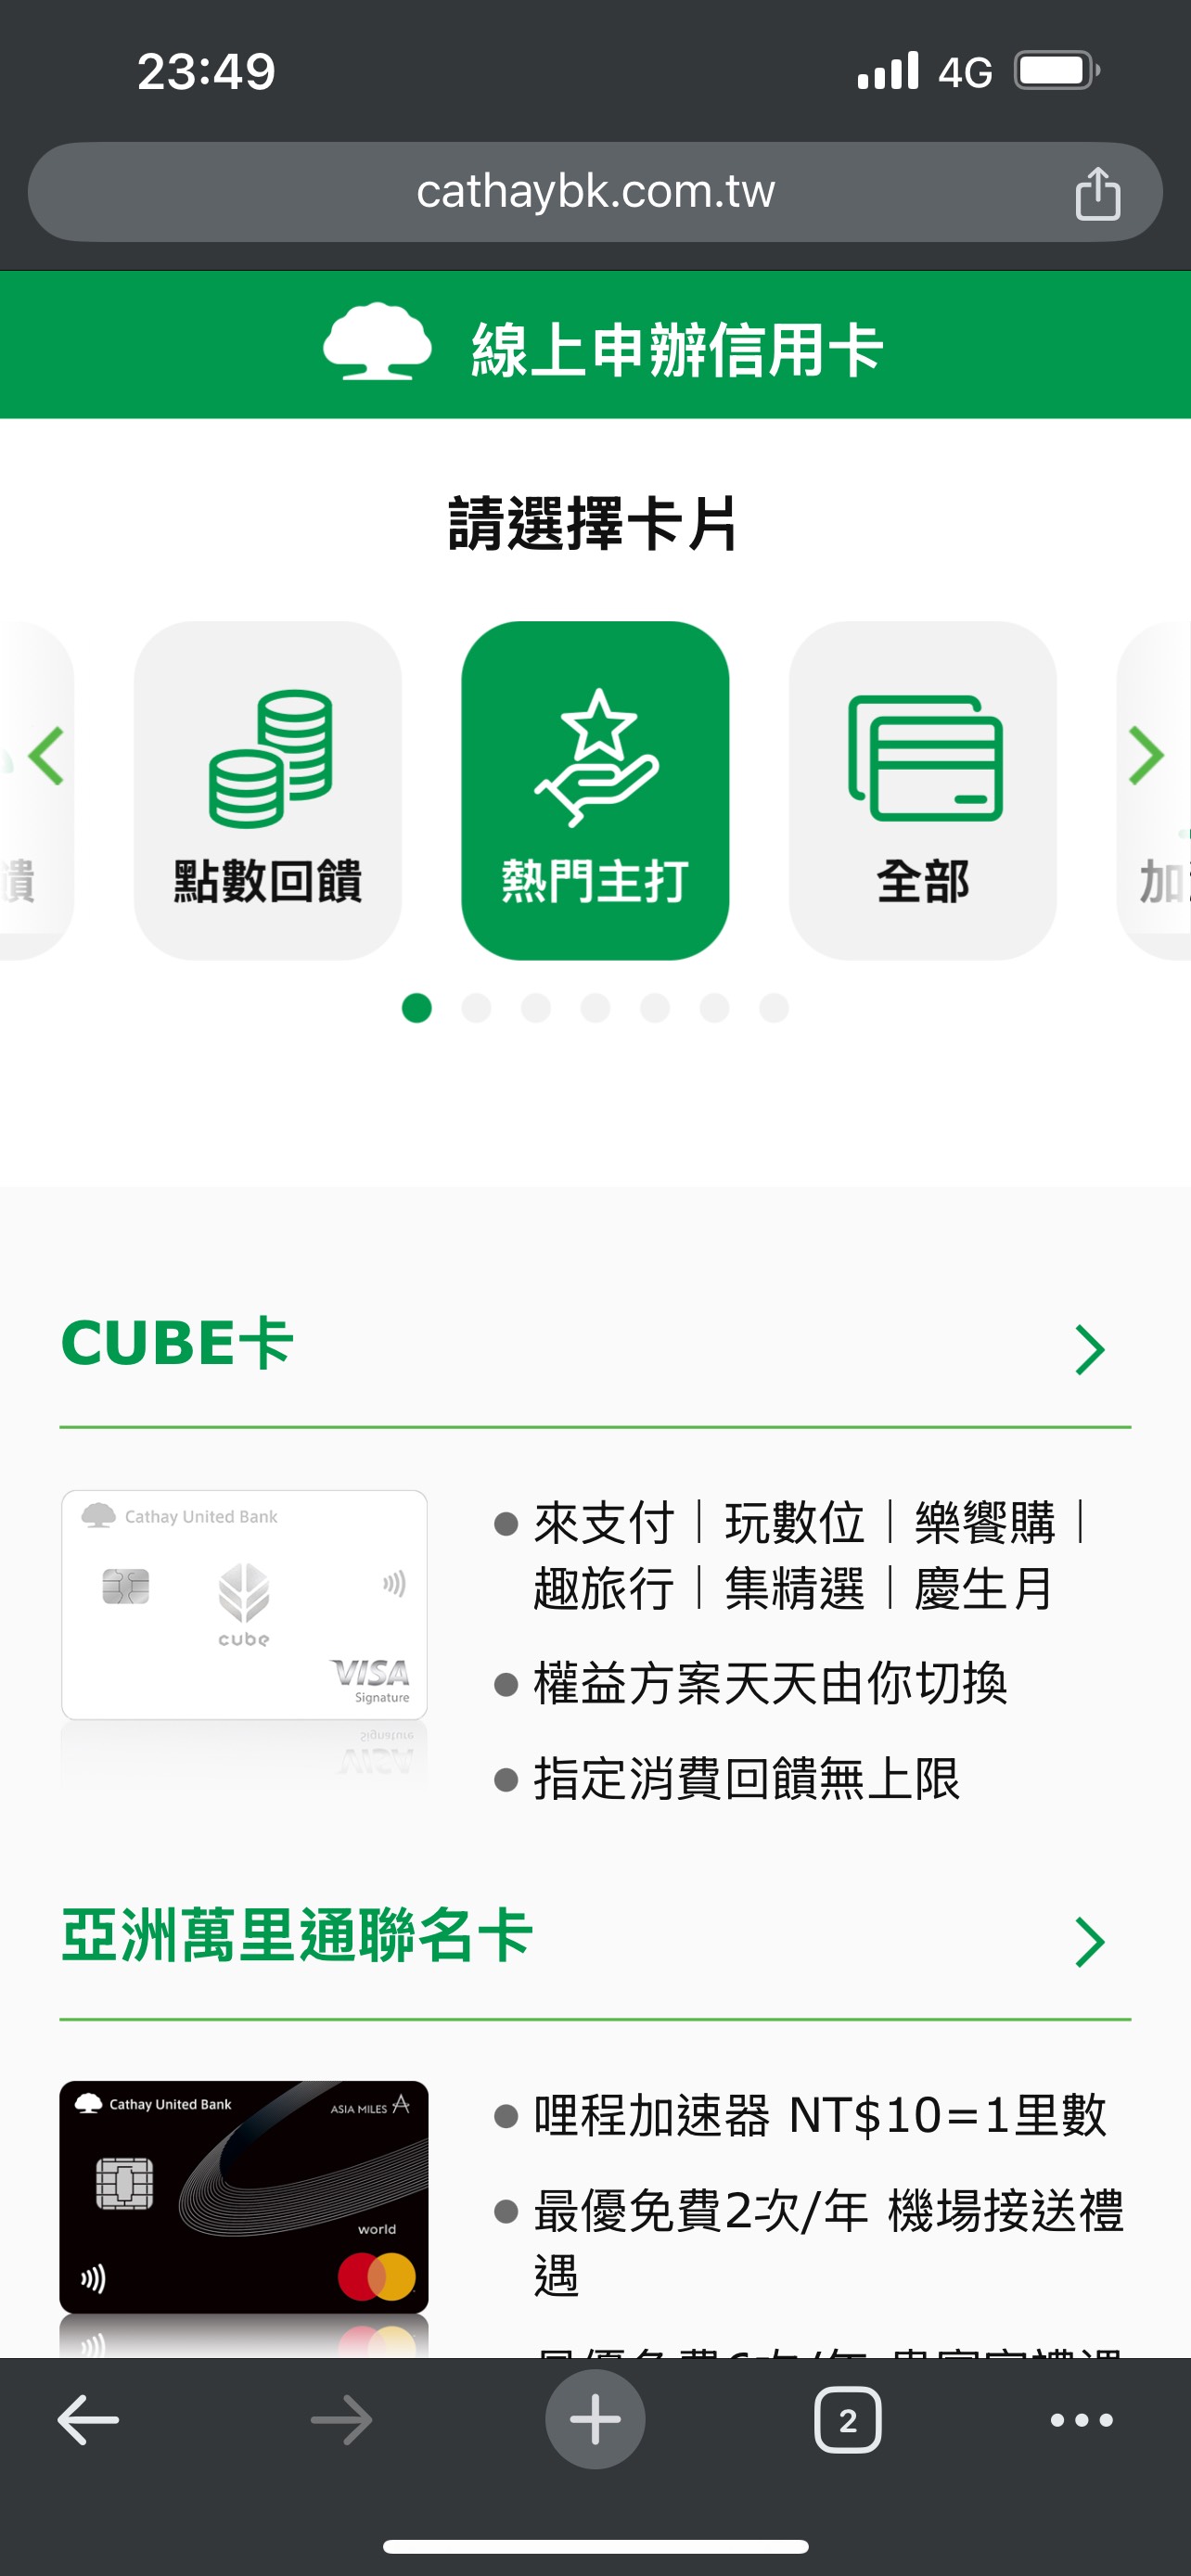 23:49
4G
cathaybk.com.tw
線上申辦信用卡
請選擇卡片
饋
點數回饋
熱門主打
全部
加
CUBE卡
Cathay United Bank
cube
VISA
Signature
來支付｜玩數位｜樂饗購｜
趣旅行｜集精選｜慶生月
權益方案天天由你切換
指定消費回饋無上限
亞洲萬里通聯名卡
Cathay United Bank
ASIA MILES
world
哩程加速器 NT$10=1里數
最優免費2次/年 機場接送禮
遇
2